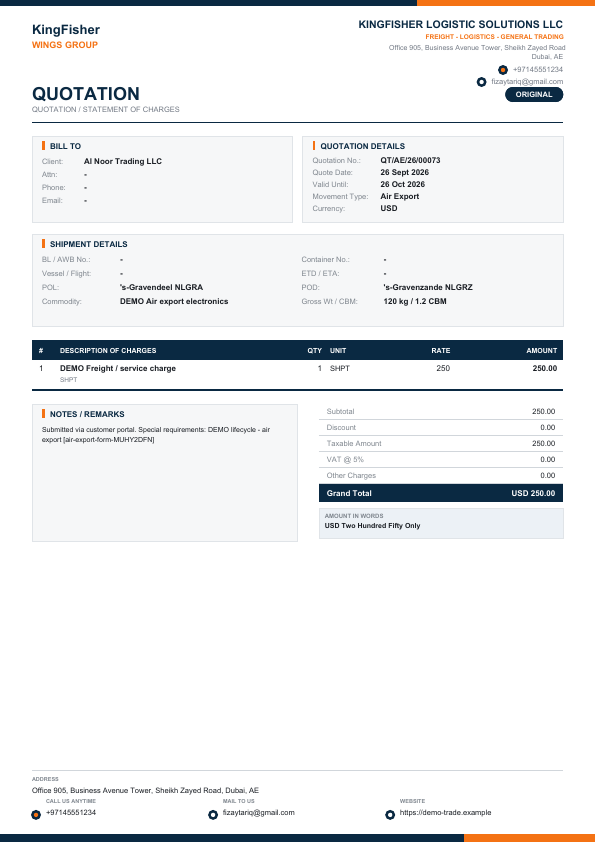 KingFisher
WINGS GROUP
KINGFISHER LOGISTIC SOLUTIONS LLC
FREIGHT - LOGISTICS - GENERAL TRADING
Office 905, Business Avenue Tower, Sheikh Zayed Road
Dubai, AE
+97145551234
fizaytariq@gmail.com
ORIGINAL
QUOTATION
QUOTATION / STATEMENT OF CHARGES
BILL TO
Client: Al Noor Trading LLC
Attn: -
Phone: -
Email: -
QUOTATION DETAILS
Quotation No.: QT/AE/26/00073
Quote Date: 26 Sept 2026
Valid Until: 26 Oct 2026
Movement Type: Air Export
Currency: USD
SHIPMENT DETAILS
BL / AWB No.: - Container No.: -
Vessel / Flight: - ETD / ETA: -
POL: 's-Gravendeel NLGRA POD: 's-Gravenzande NLGRZ
Commodity: DEMO Air export electronics Gross Wt / CBM: 120 kg / 1.2 CBM
# DESCRIPTION OF CHARGES QTY UNIT RATE AMOUNT
1 DEMO Freight / service charge 1 SHPT 250 250.00
SHPT
NOTES / REMARKS
Submitted via customer portal. Special requirements: DEMO lifecycle - air
export [air-export-form-MUHY2DFN]
Subtotal 250.00
Discount 0.00
Taxable Amount 250.00
VAT @ 5% 0.00
Other Charges 0.00
Grand Total USD 250.00
AMOUNT IN WORDS
USD Two Hundred Fifty Only
ADDRESS
Office 905, Business Avenue Tower, Sheikh Zayed Road, Dubai, AE
CALL US ANYTIME MAIL TO US WEBSITE
+97145551234 fizaytariq@gmail.com https://demo-trade.example